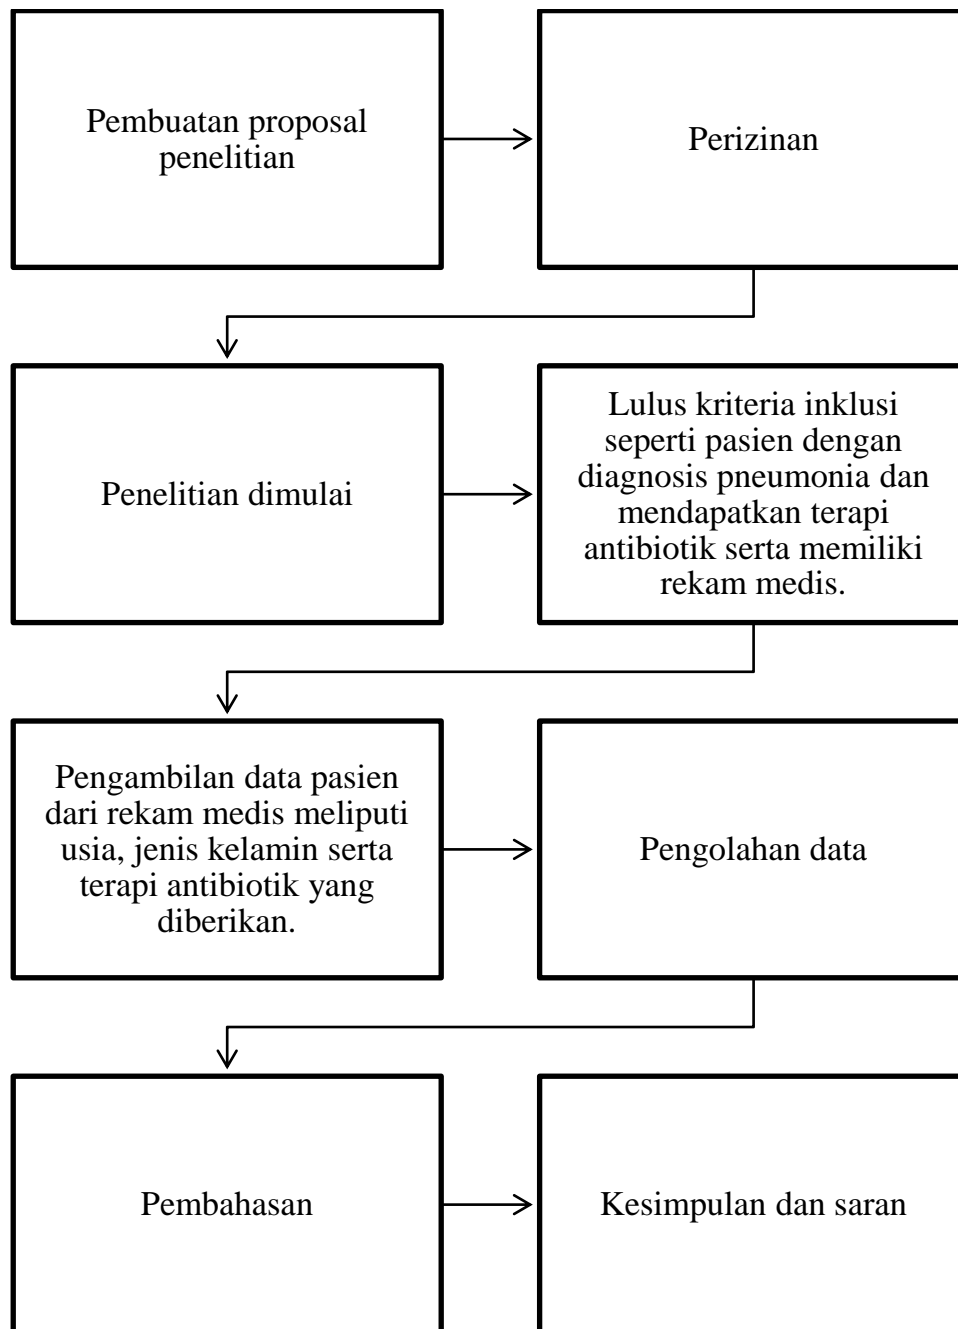 Pembuatan proposal
penelitian
Perizinan
Penelitian dimulai
Lulus kriteria inklusi
seperti pasien dengan
diagnosis pneumonia dan
mendapatkan terapi
antibiotik serta memiliki
rekam medis.
Pengambilan data pasien
dari rekam medis meliputi
usia, jenis kelamin serta
terapi antibiotik yang
diberikan.
Pengolahan data
Pembahasan
Kesimpulan dan saran